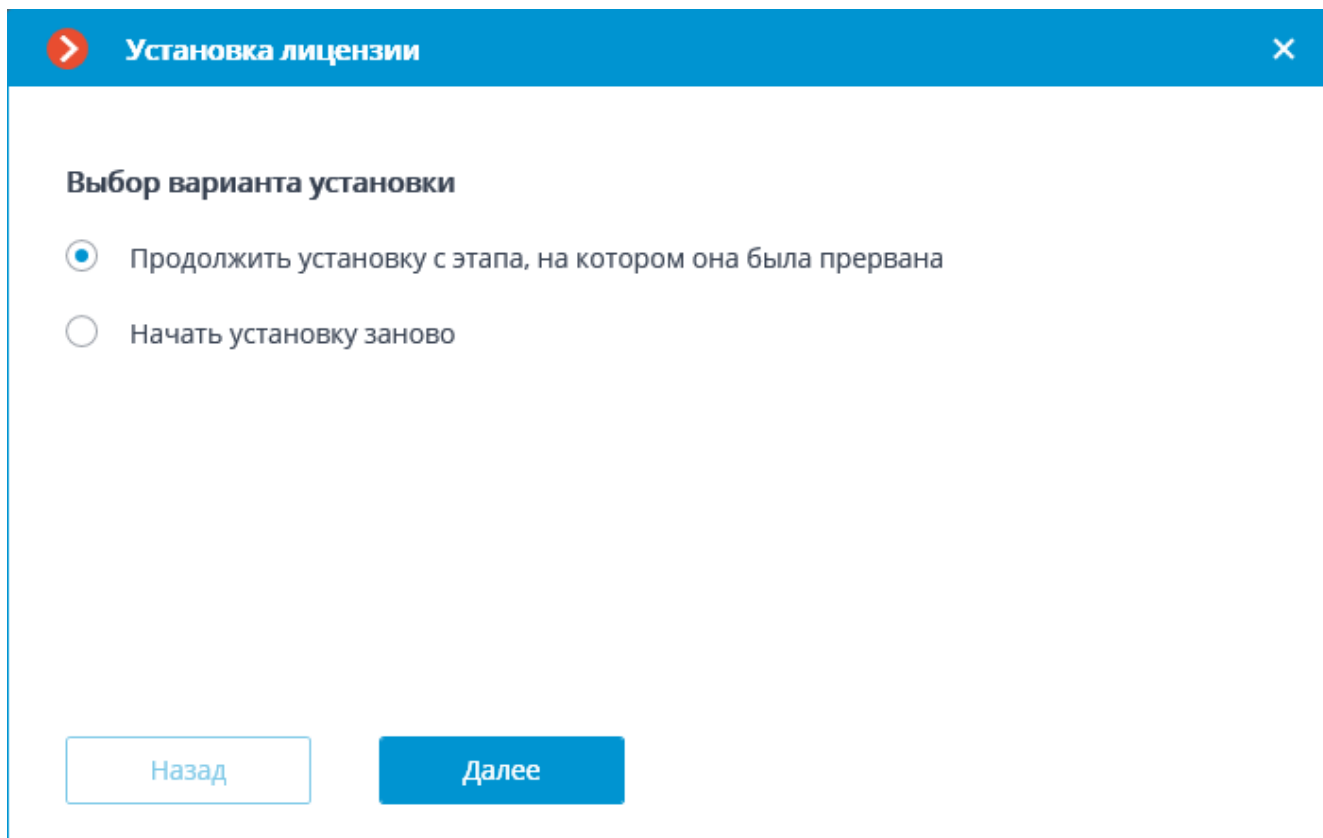 Установка лицензии
Выбор варианта установки
Продолжить установку с этапа, на котором она была прервана
Начать установку заново
Назад
Далее